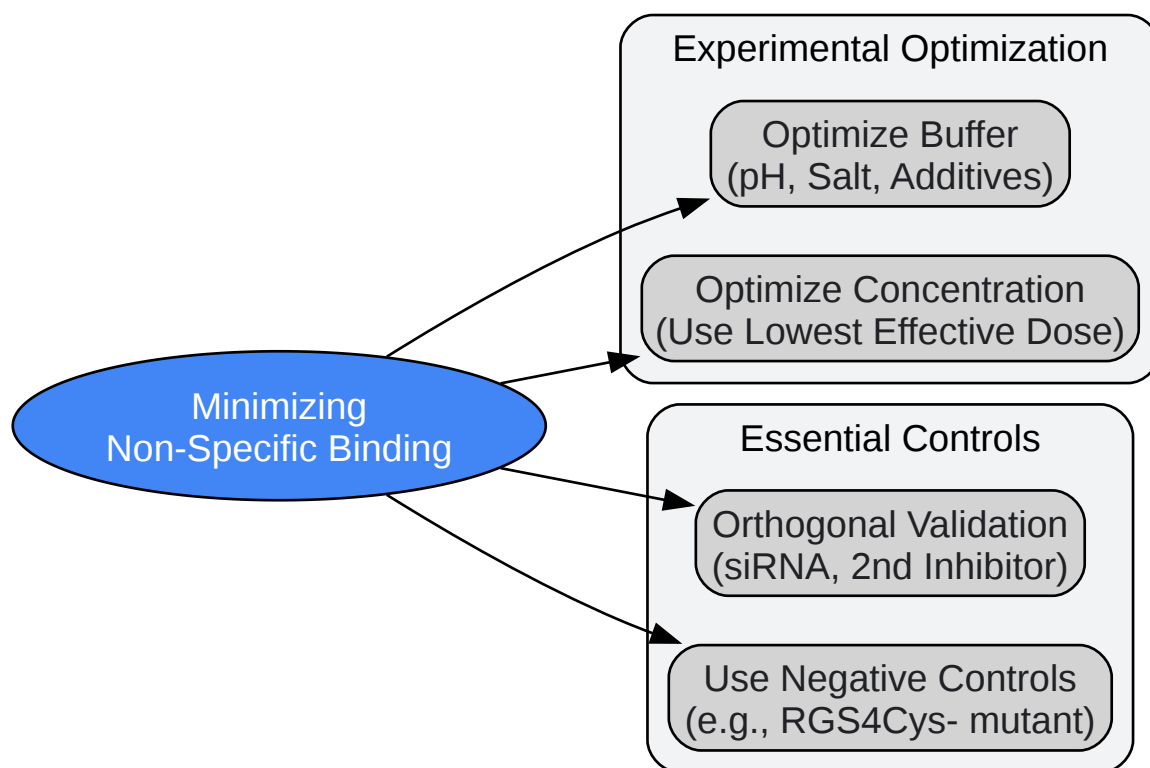 Experimental Optimization
Optimize Buffer
(pH, Salt, Additives)
Optimize Concentration
(Use Lowest Effective Dose)
Minimizing
Non-Specific Binding
Essential Controls
Orthogonal Validation
(siRNA, 2nd Inhibitor)
Use Negative Controls
(e.g., RGS4Cys- mutant)